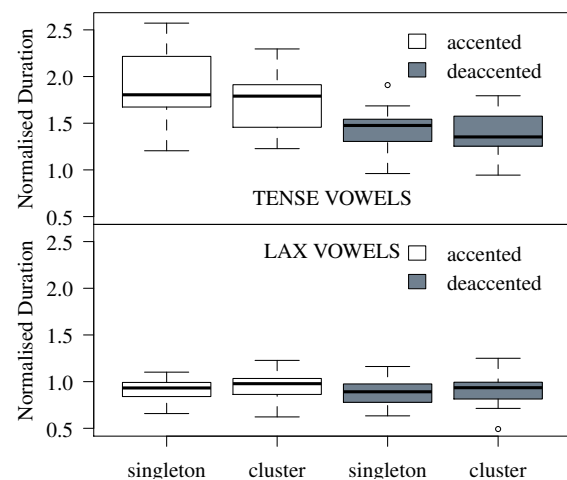 2.5
2.0
1.5
1.0
0.5
Normalised Duration
accented
deaccented
TENSE VOWELS
2.5
2.0
1.5
1.0
0.5
Normalised Duration
LAX VOWELS
accented
deaccented
singleton cluster singleton cluster